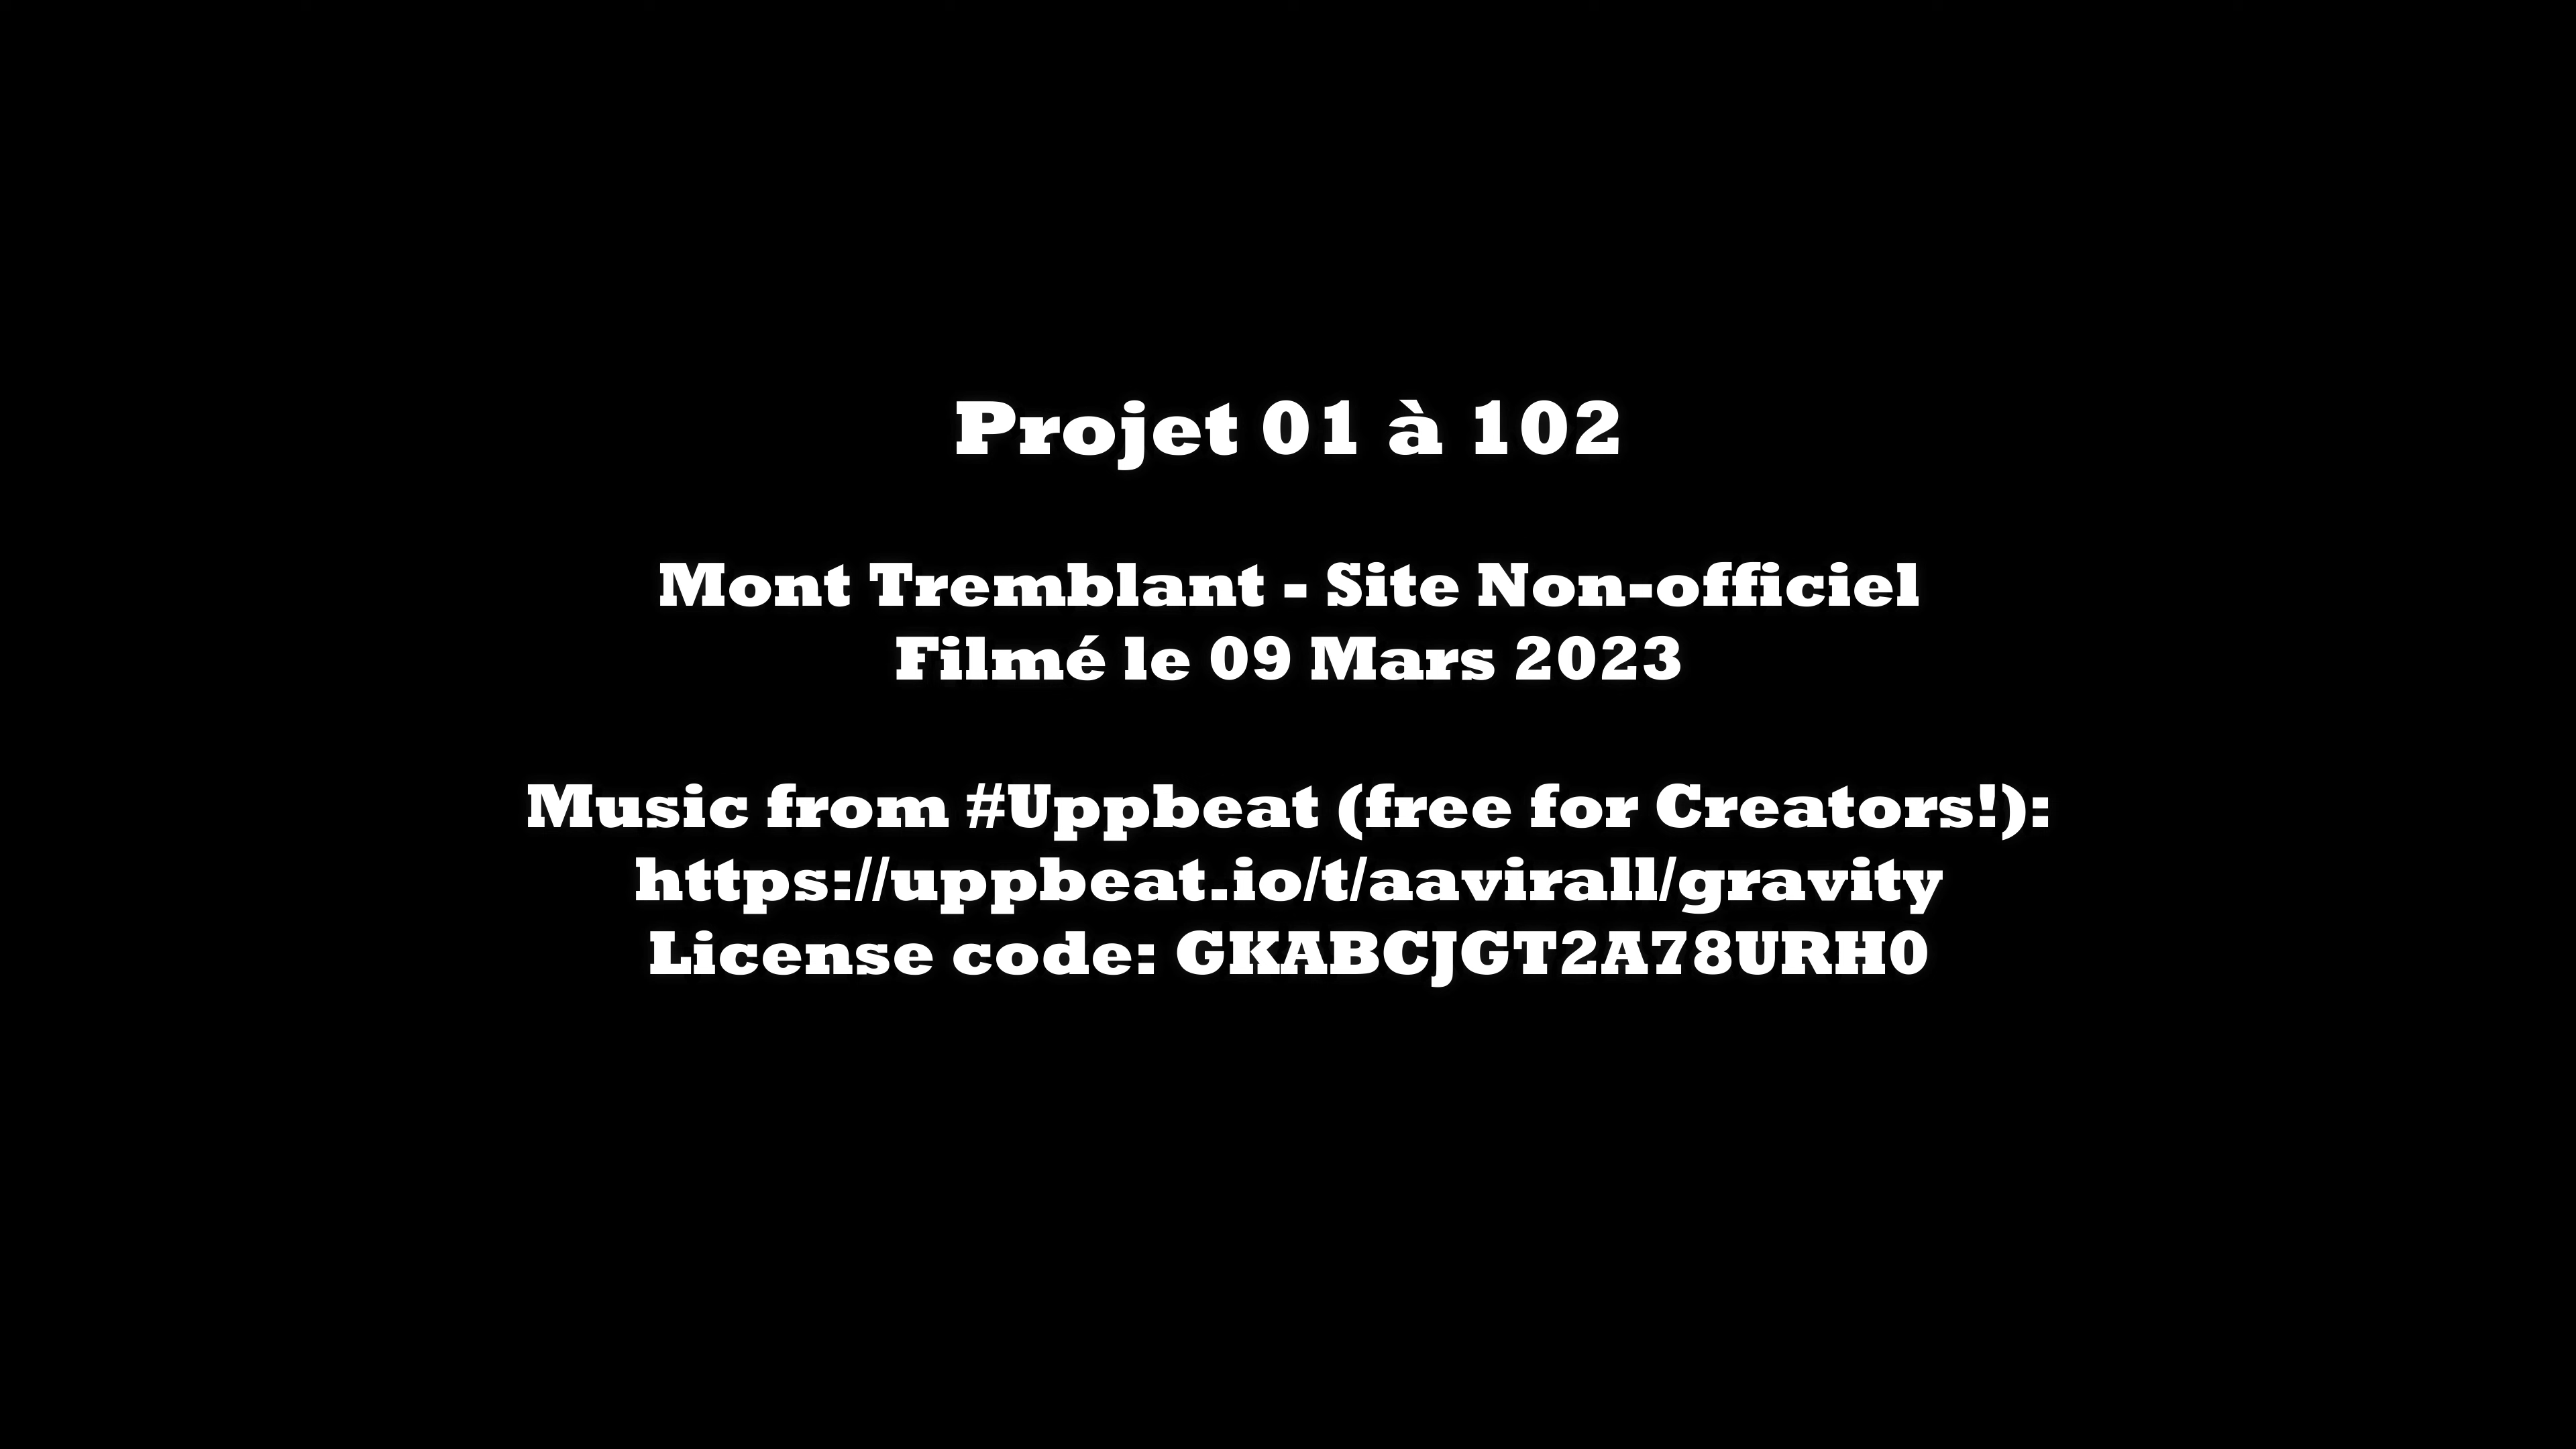 Projet 01 à 102
Mont Tremblant - Site Non-officiel
Filmé le 09 Mars 2023
Music from #Uppbeat (free for Creators!):
https://uppbeat.io/t/aavirall/gravity
License code: GKABCJGT2A78URH0